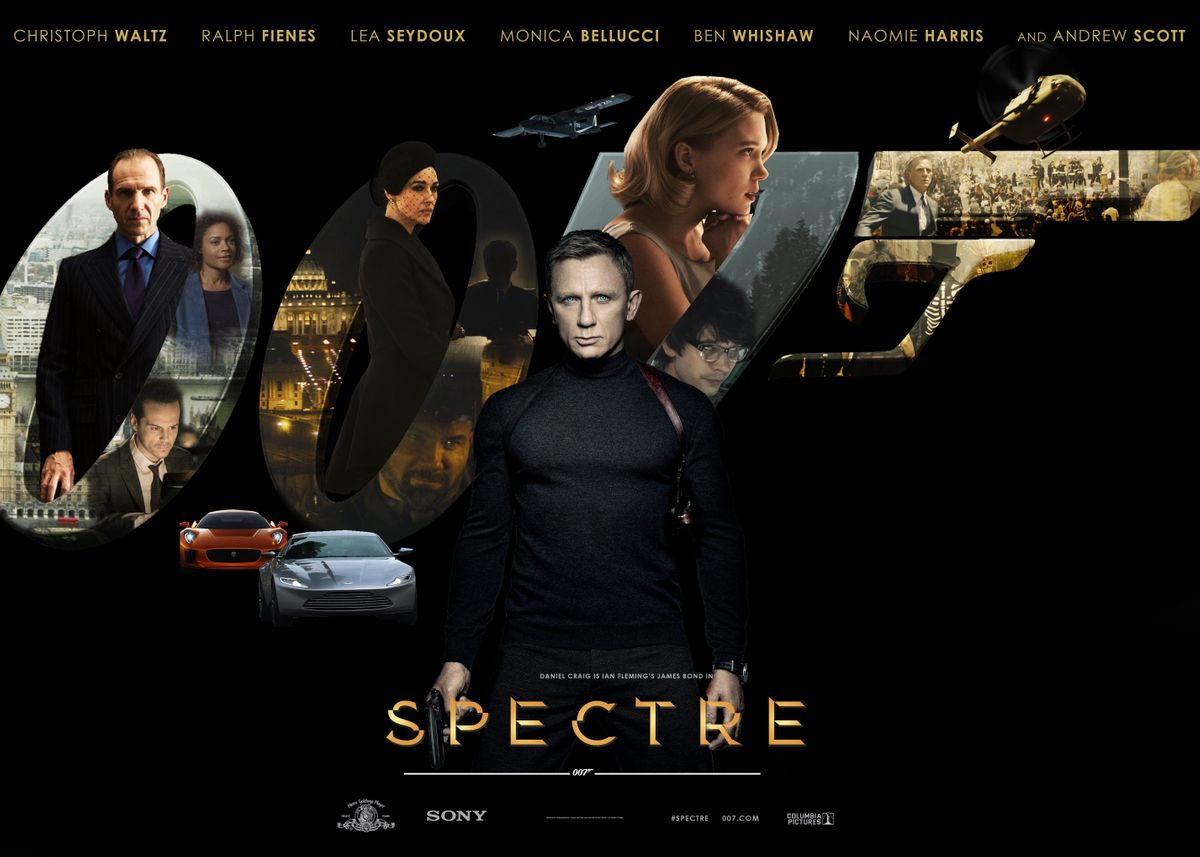 CHRISTOPH WALTZ RALPH FIENES LEA SEYDOUX MONICA BELLUCCI BEN WHISHAW NAOMIE HARRIS AND ANDREW SCOTT
007
DANIEL CRAIG IS IAN FLEMING'S JAMES BOND IN
SPECTRE
007
SONY #SPECTRE 007.COM COLUMBIA PICTURES